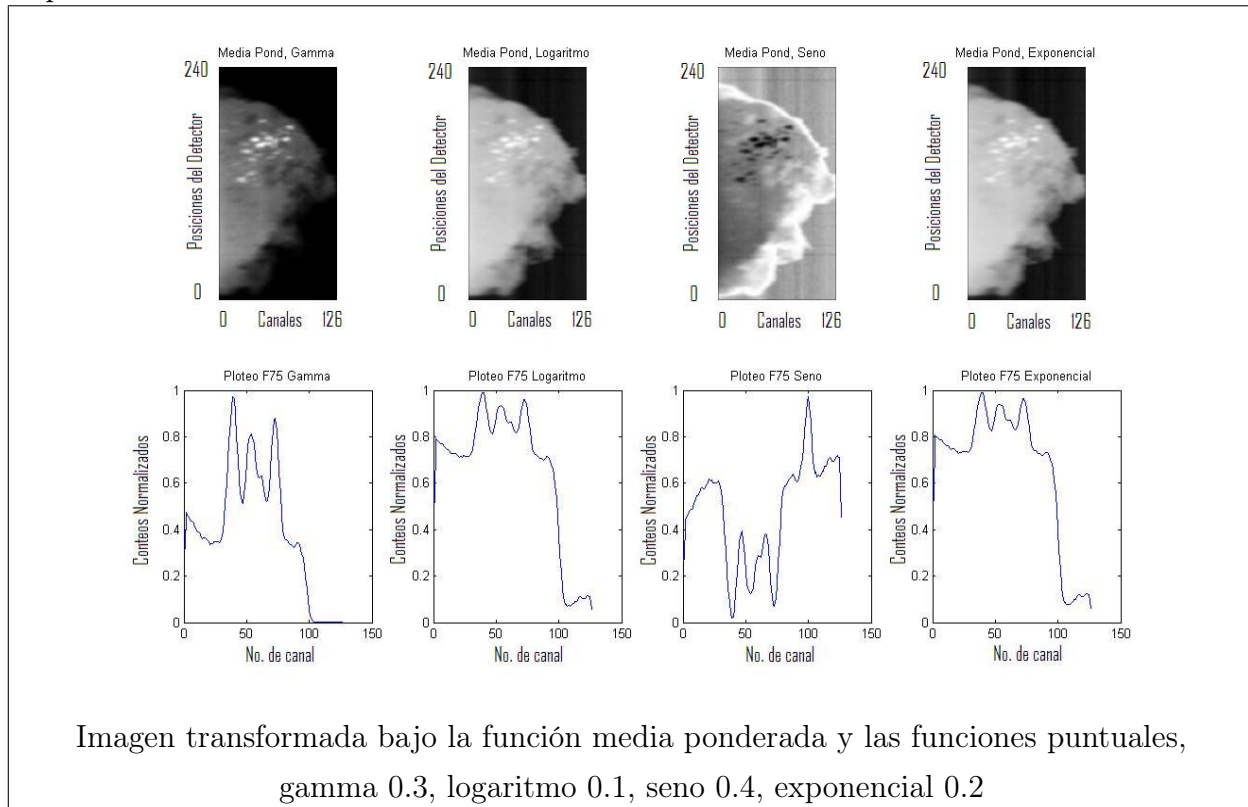 Media Pond, Gamma
Media Pond, Logaritmo
Media Pond, Seno
Media Pond, Exponencial
240
Posiciones del Detector
0
0 Canales 126
240
Posiciones del Detector
0
0 Canales 126
240
Posiciones del Detector
0
0 Canales 126
240
Posiciones del Detector
0
0 Canales 126
Ploteo F75 Gamma
1
0.8
0.6
0.4
0.2
0
Conteos Normalizados
0 50 100 150
No. de canal
Ploteo F75 Logaritmo
1
0.8
0.6
0.4
0.2
0
Conteos Normalizados
0 50 100 150
No. de canal
Ploteo F75 Seno
1
0.8
0.6
0.4
0.2
0
Conteos Normalizados
0 50 100 150
No. de canal
Ploteo F75 Exponencial
1
0.8
0.6
0.4
0.2
0
Conteos Normalizados
0 50 100 150
No. de canal
Imagen transformada bajo la función media ponderada y las funciones puntuales,
gamma 0.3, logaritmo 0.1, seno 0.4, exponencial 0.2